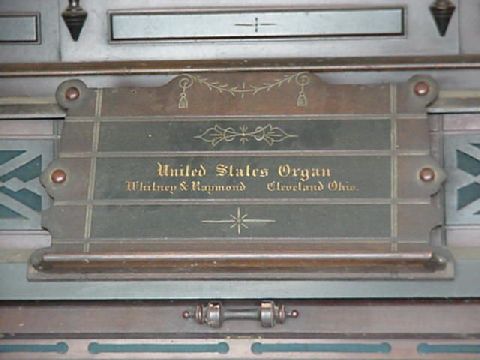 United States Organ
Whitney & Raymond Cleveland Ohio.